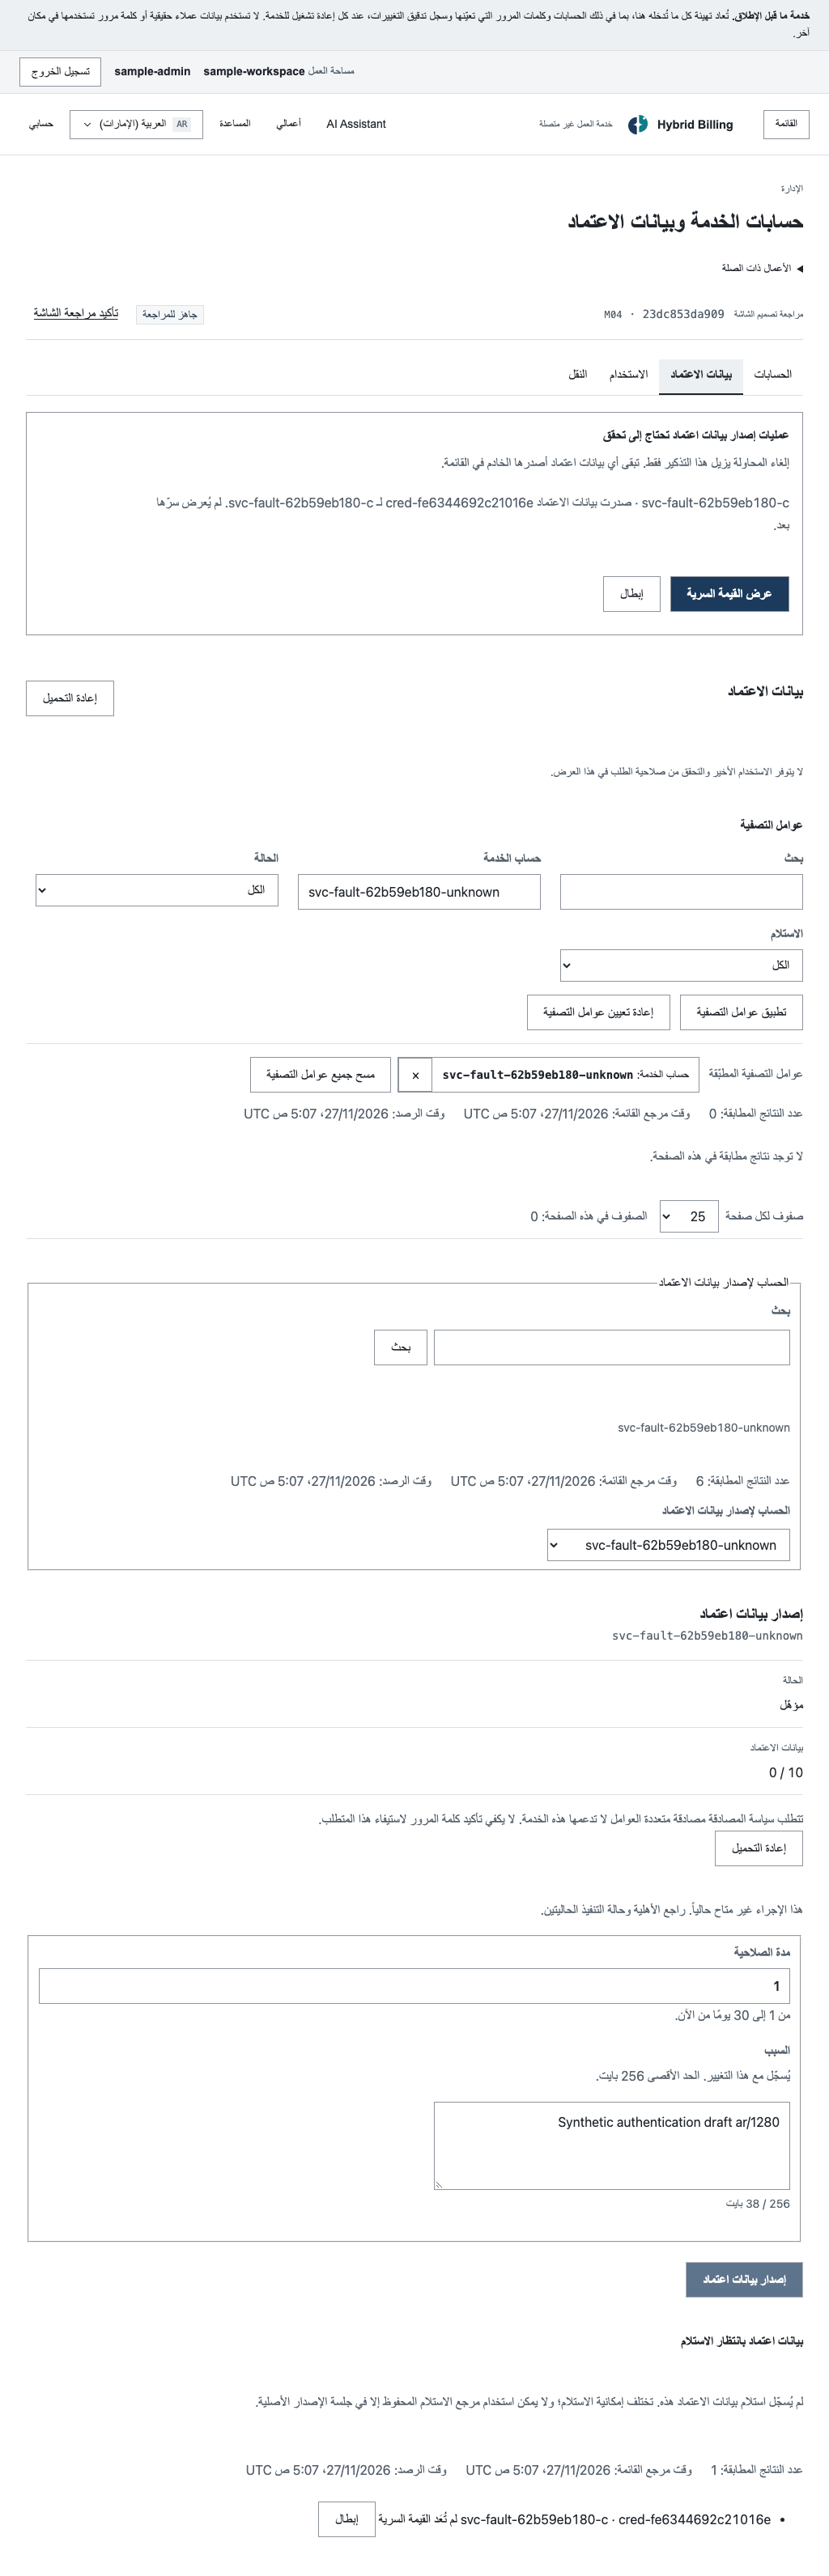 خدمة ما قبل الإطلاق. تُعاد تهيئة كل ما تُدخله هنا، بما في ذلك الحسابات وكلمات المرور التي تعيّنها وسجل تدقيق التغييرات، عند كل إعادة تشغيل للخدمة. لا تستخدم بيانات عملاء حقيقية أو كلمة مرور تستخدمها في مكان
آخر.
مساحة العمل sample-workspace sample-admin تسجيل الخروج
القائمة Hybrid Billing خدمة العمل غير متصلة AI Assistant أعمالي المساعدة AR العربية (الإمارات) حسابي
الإدارة
حسابات الخدمة وبيانات الاعتماد
الأعمال ذات الصلة
مراجعة تصميم الشاشة M04 · 23dc853da909 جاهز للمراجعة تأكيد مراجعة الشاشة
الحسابات بيانات الاعتماد الاستخدام النقل
عمليات إصدار بيانات اعتماد تحتاج إلى تحقق
إلغاء المحاولة يزيل هذا التذكير فقط. تبقى أي بيانات اعتماد أصدرها الخادم في القائمة.
svc-fault-62b59eb180-c · صدرت بيانات الاعتماد cred-fe6344692c21016e لـ svc-fault-62b59eb180-c. لم يُعرض سرّها
بعد.
عرض القيمة السرية إبطال
بيانات الاعتماد إعادة التحميل
لا يتوفر الاستخدام الأخير والتحقق من صلاحية الطلب في هذا العرض.
عوامل التصفية
بحث حساب الخدمة الحالة
svc-fault-62b59eb180-unknown الكل
الاستلام
الكل
تطبيق عوامل التصفية إعادة تعيين عوامل التصفية
عوامل التصفية المطبّقة حساب الخدمة: svc-fault-62b59eb180-unknown × مسح جميع عوامل التصفية
عدد النتائج المطابقة: 0 وقت مرجع القائمة: 27/11/2026، 5:07 ص UTC وقت الرصد: 27/11/2026، 5:07 ص UTC
لا توجد نتائج مطابقة في هذه الصفحة.
صفوف لكل صفحة 25 الصفوف في هذه الصفحة: 0
الحساب لإصدار بيانات الاعتماد
بحث
بحث
svc-fault-62b59eb180-unknown
عدد النتائج المطابقة: 6 وقت مرجع القائمة: 27/11/2026، 5:07 ص UTC وقت الرصد: 27/11/2026، 5:07 ص UTC
الحساب لإصدار بيانات الاعتماد
svc-fault-62b59eb180-unknown
إصدار بيانات اعتماد
svc-fault-62b59eb180-unknown
الحالة
مؤهّل
بيانات الاعتماد
0 / 10
تتطلب سياسة المصادقة مصادقة متعددة العوامل لا تدعمها هذه الخدمة. لا يكفي تأكيد كلمة المرور لاستيفاء هذا المتطلب.
إعادة التحميل
هذا الإجراء غير متاح حالياً. راجع الأهلية وحالة التنفيذ الحاليتين.
مدة الصلاحية
1
من 1 إلى 30 يومًا من الآن.
السبب
يُسجّل مع هذا التغيير. الحد الأقصى 256 بايت.
Synthetic authentication draft ar/1280
256 / 38 بايت
إصدار بيانات اعتماد
بيانات اعتماد بانتظار الاستلام
لم يُسجّل استلام بيانات الاعتماد هذه. تختلف إمكانية الاستلام؛ ولا يمكن استخدام مرجع الاستلام المحفوظ إلا في جلسة الإصدار الأصلية.
عدد النتائج المطابقة: 1 وقت مرجع القائمة: 27/11/2026، 5:07 ص UTC وقت الرصد: 27/11/2026، 5:07 ص UTC
• svc-fault-62b59eb180-c · cred-fe6344692c21016e لم تُعَد القيمة السرية إبطال